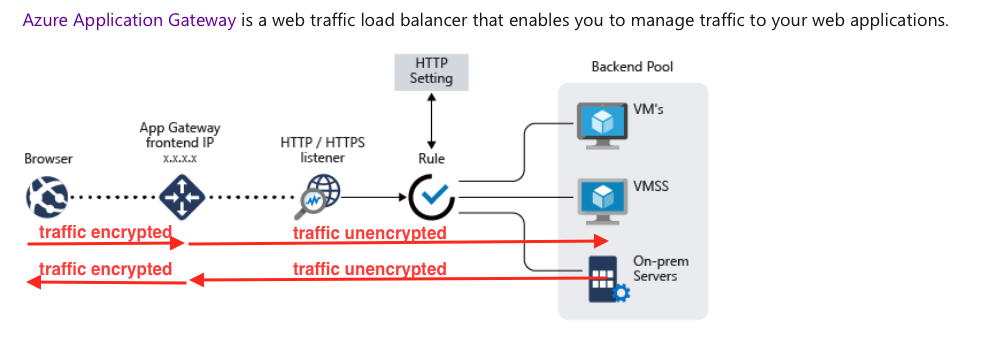 Azure Application Gateway is a web traffic load balancer that enables you to manage traffic to your web applications.
HTTP
Setting
Backend Pool
VM's
App Gateway
frontend IP
x.x.x.x
HTTP / HTTPS
listener
Browser
Rule
VMSS
traffic encrypted
traffic unencrypted
traffic encrypted
traffic unencrypted
On-prem
Servers